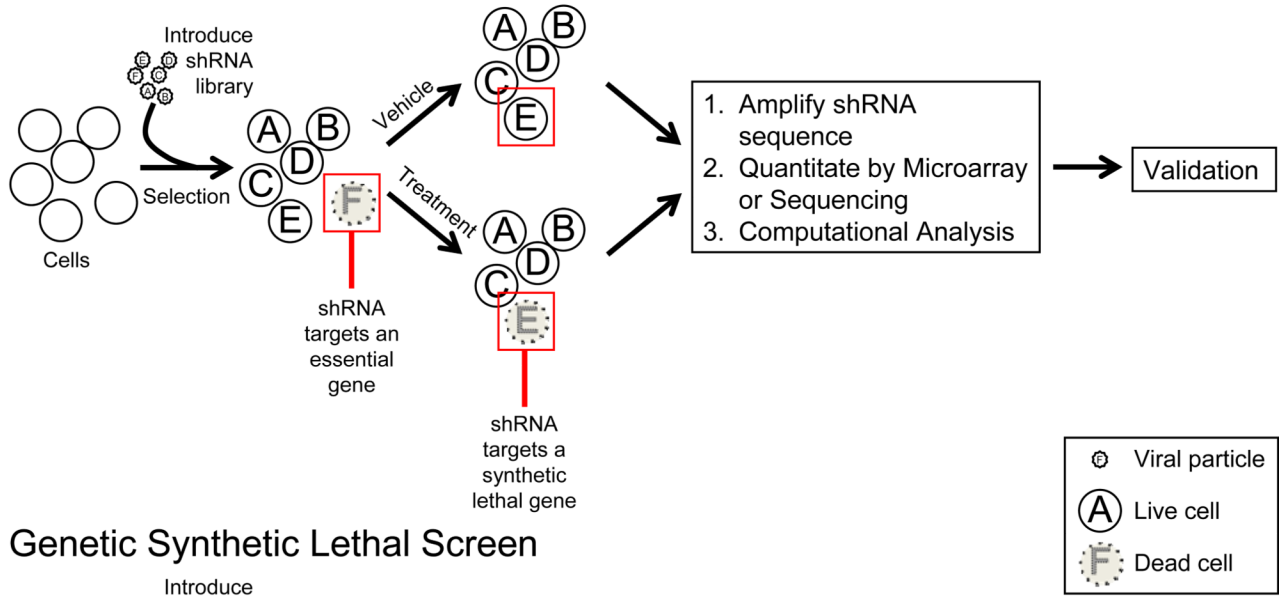 Introduce
shRNA
library
E
D
F
C
A
B
Cells
Selection
A
B
D
C
E
F
shRNA
targets an
essential
gene
Vehicle
Treatment
A
B
D
C
E
A
B
D
C
E
shRNA
targets a
synthetic
lethal gene
1. Amplify shRNA
sequence
2. Quantitate by Microarray
or Sequencing
3. Computational Analysis
Validation
F Viral particle
A Live cell
F Dead cell
Genetic Synthetic Lethal Screen
Introduce